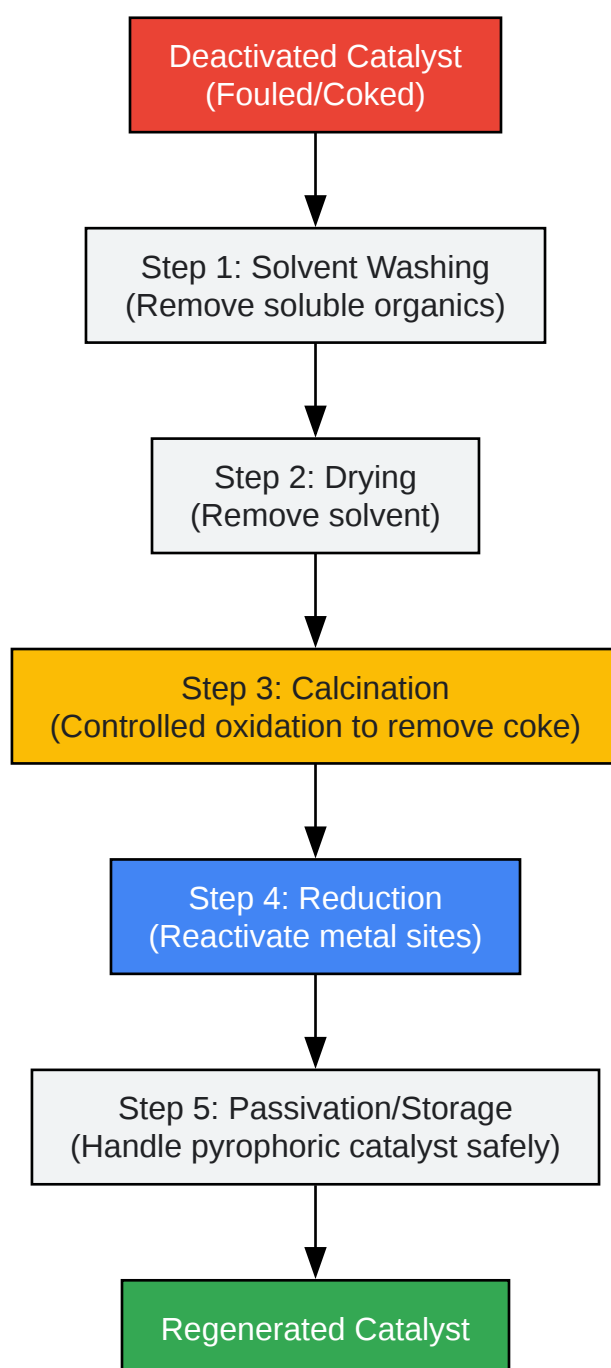 Deactivated Catalyst
(Fouled/Coked)
Step 1: Solvent Washing
(Remove soluble organics)
Step 2: Drying
(Remove solvent)
Step 3: Calcination
(Controlled oxidation to remove coke)
Step 4: Reduction
(Reactivate metal sites)
Step 5: Passivation/Storage
(Handle pyrophoric catalyst safely)
Regenerated Catalyst